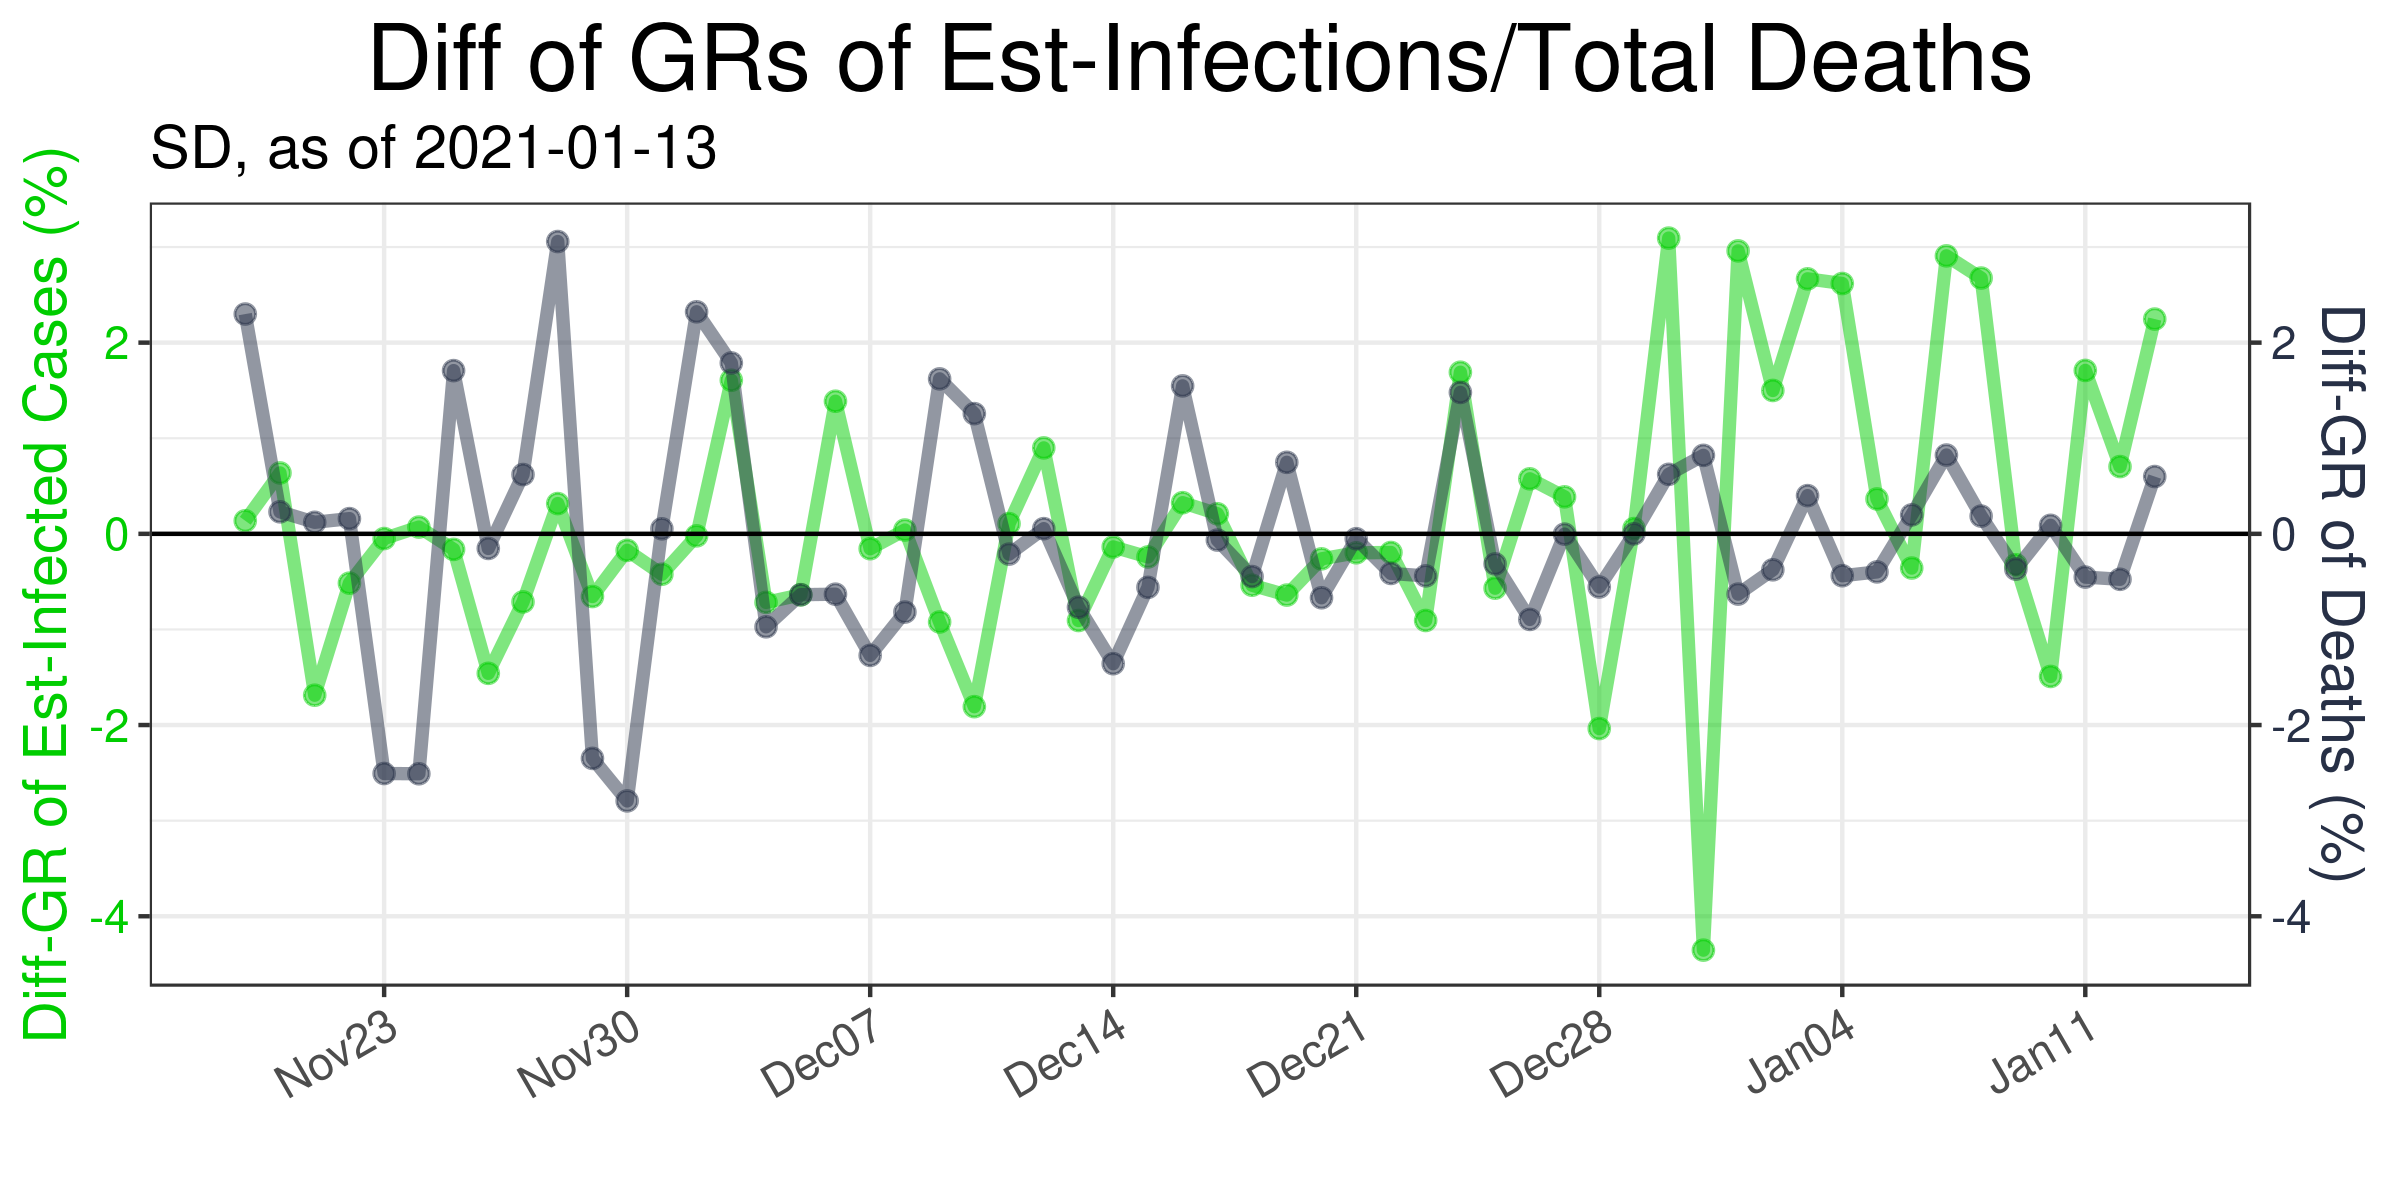 Diff of GRs of Est-Infections/Total Deaths
SD, as of 2021-01-13
Diff-GR of Est-Infected Cases (%)
2
0
-2
-4
2
0
-2
-4
Diff-GR of Deaths (%)
Nov23
Nov30
Dec07
Dec14
Dec21
Dec28
Jan04
Jan11